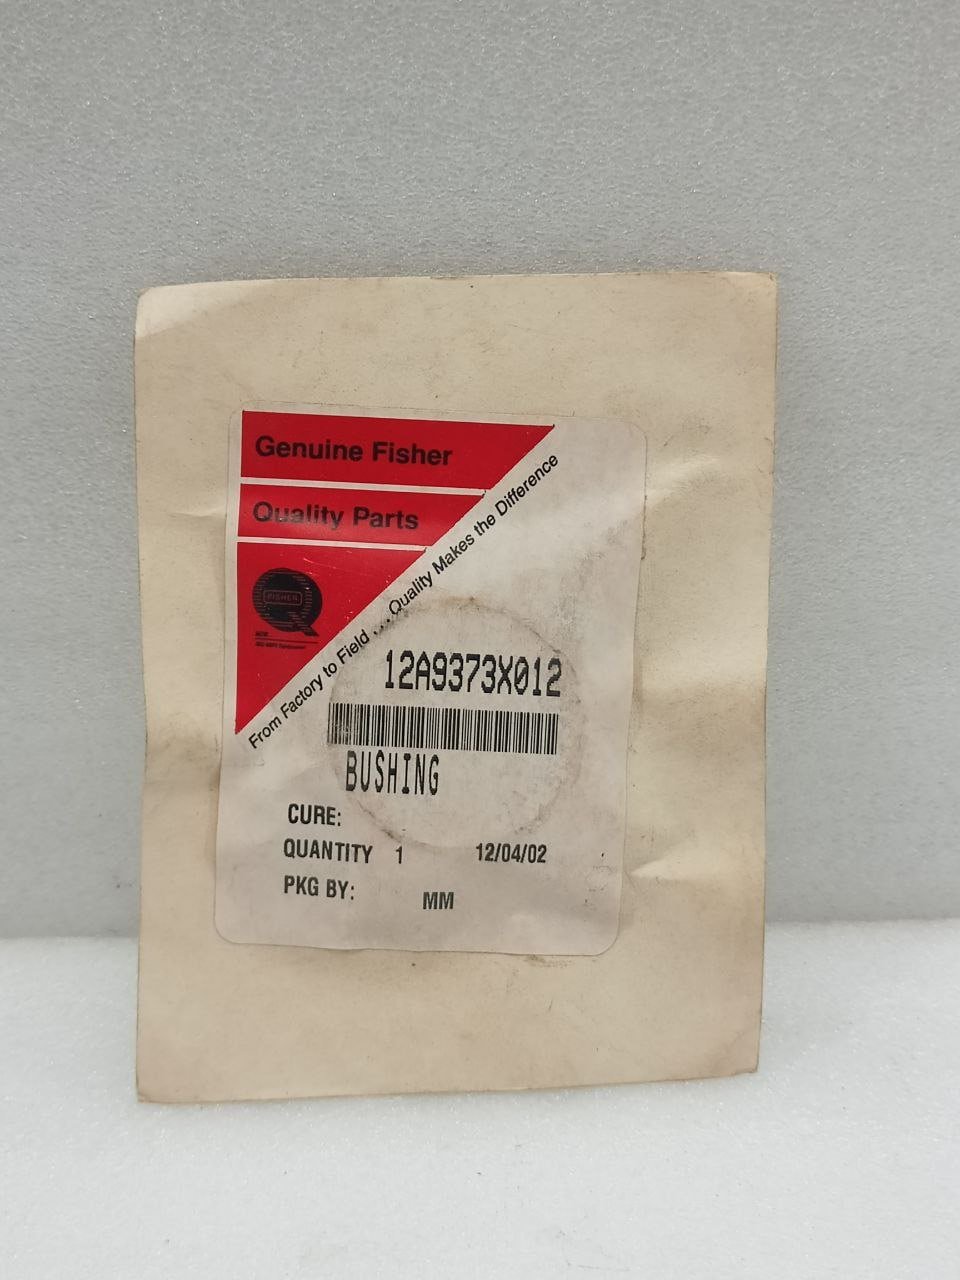 Genuine Fisher
Quality Parts
FISHER
From Factory to Field ... Quality Makes the Difference
12A9373X012
BUSHING
CURE:
QUANTITY 1 12/04/02
PKG BY: MM